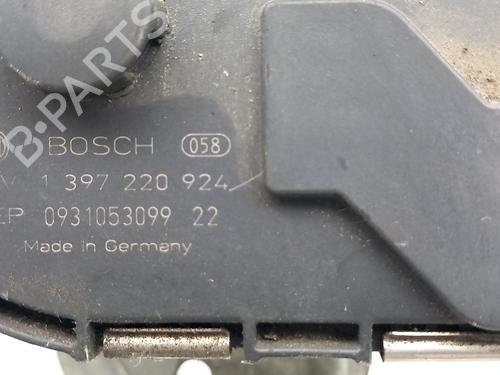 B-PARTS
BOSCH 058
1 397 220 924
EP 0931053099 22
Made in Germany